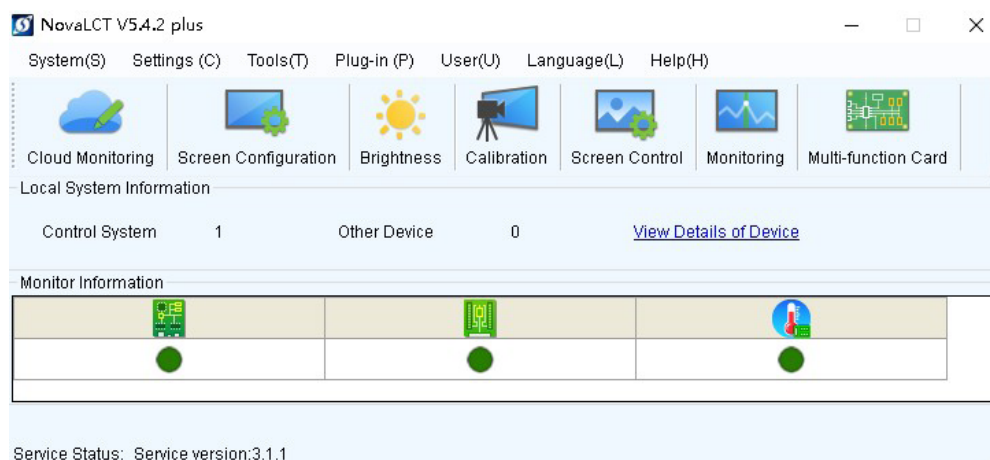 NovaLCT V5.4.2 plus
System(S) Settings (C) Tools(T) Plug-in (P) User(U) Language(L) Help(H)
Cloud Monitoring Screen Configuration Brightness Calibration Screen Control Monitoring Multi-function Card
Local System Information
Control System 1 Other Device 0 View Details of Device
Monitor Information
Service Status: Service version:3.1.1